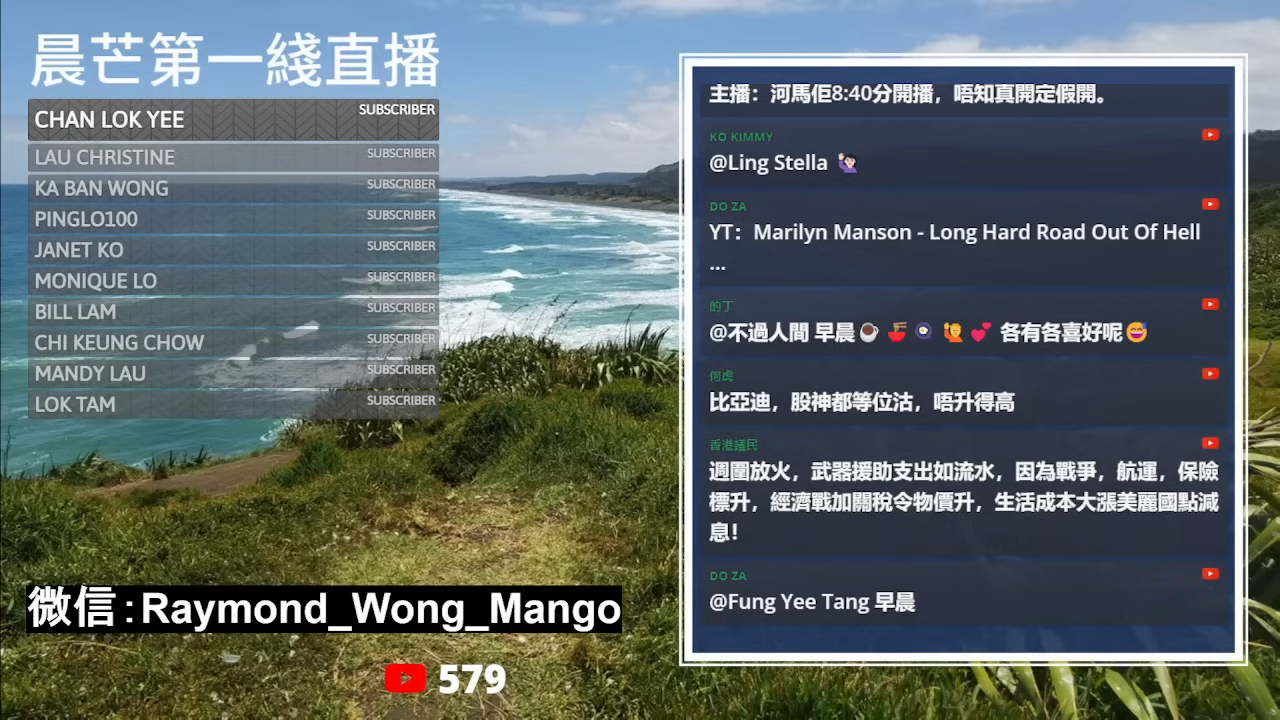 晨芒第一綫直播
CHAN LOK YEE SUBSCRIBER
LAU CHRISTINE SUBSCRIBER
KA BAN WONG SUBSCRIBER
PINGLO100 SUBSCRIBER
JANET KO SUBSCRIBER
MONIQUE LO SUBSCRIBER
BILL LAM SUBSCRIBER
CHI KEUNG CHOW SUBSCRIBER
MANDY LAU SUBSCRIBER
LOK TAM SUBSCRIBER
微信:Raymond_Wong_Mango
579
主播：河馬佢8:40分開播，唔知真開定假開。
KO KIMMY
@Ling Stella 🙋🏻‍♀️
DO ZA
YT：Marilyn Manson - Long Hard Road Out Of Hell
...
的丁
@不過人間 早晨☕ 🍜 🍳 🙋 💕 各有各喜好呢😅
何虎
比亞迪，股神都等位沽，唔升得高
香港議民
週圍放火，武器援助支出如流水，因為戰爭，航運，保險
標升，經濟戰加關稅令物價升，生活成本大漲美麗國點減
息！
DO ZA
@Fung Yee Tang 早晨